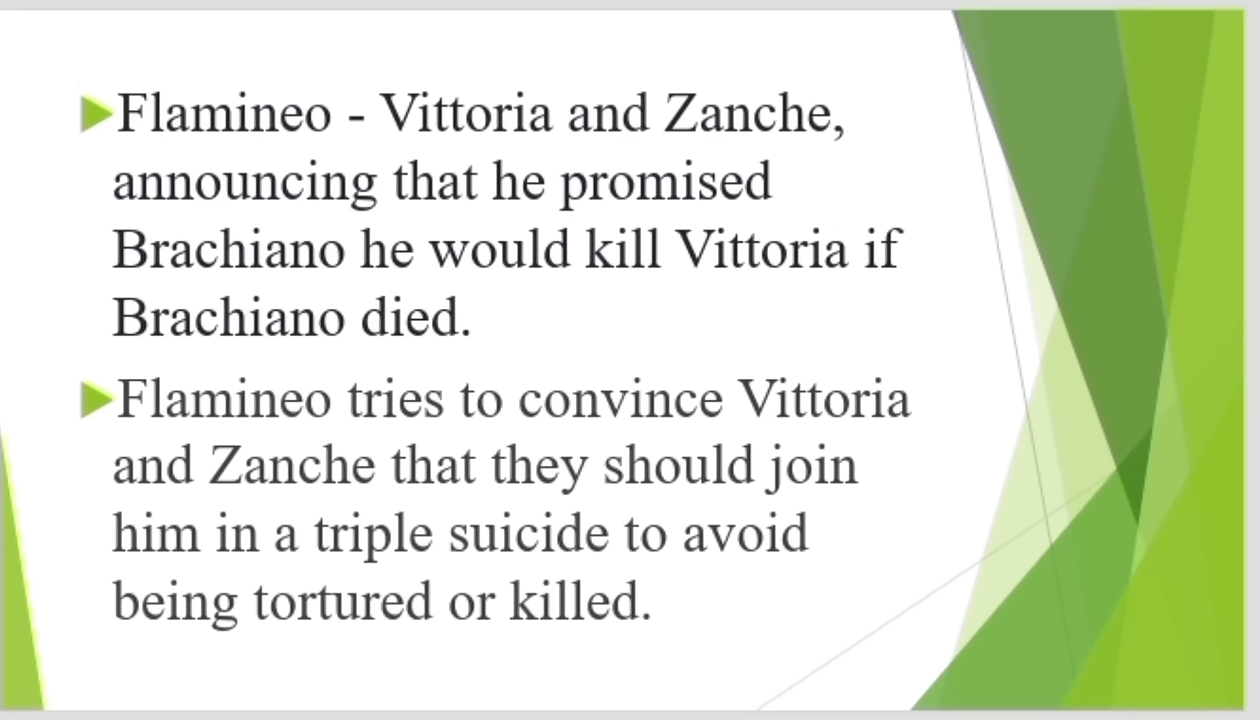 Flamineo - Vittoria and Zanche,
announcing that he promised
Brachiano he would kill Vittoria if
Brachiano died.
Flamineo tries to convince Vittoria
and Zanche that they should join
him in a triple suicide to avoid
being tortured or killed.